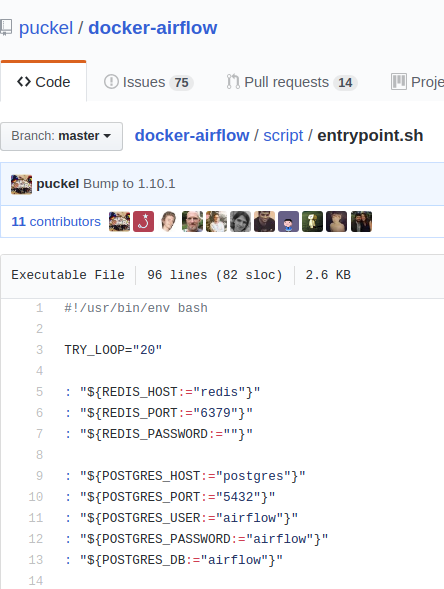 puckel / docker-airflow
Code Issues 75 Pull requests 14 Proje
Branch: master docker-airflow / script / entrypoint.sh
puckel Bump to 1.10.1
11 contributors
Executable File 96 lines (82 sloc) 2.6 KB
1 #!/usr/bin/env bash
2
3 TRY_LOOP="20"
4
5 : "${REDIS_HOST:="redis"}"
6 : "${REDIS_PORT:="6379"}"
7 : "${REDIS_PASSWORD:=""}"
8
9 : "${POSTGRES_HOST:="postgres"}"
10 : "${POSTGRES_PORT:="5432"}"
11 : "${POSTGRES_USER:="airflow"}"
12 : "${POSTGRES_PASSWORD:="airflow"}"
13 : "${POSTGRES_DB:="airflow"}"
14